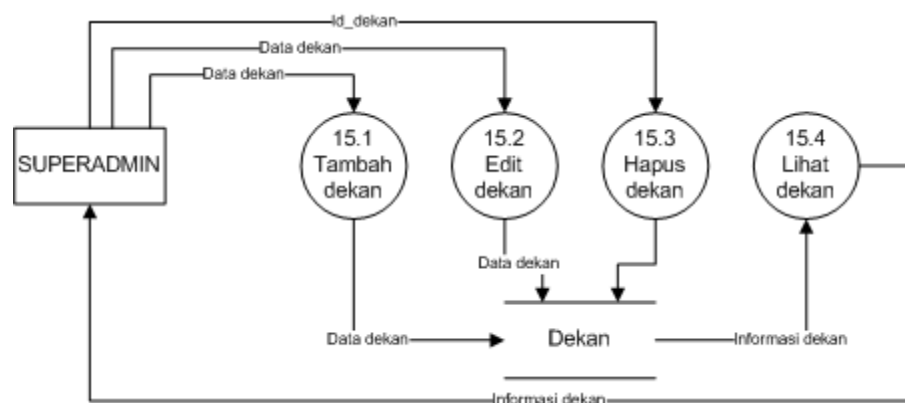 Id_dekan
Data dekan
Data dekan
SUPERADMIN
15.1
Tambah
dekan
15.2
Edit
dekan
15.3
Hapus
dekan
15.4
Lihat
dekan
Data dekan
Data dekan
Dekan
Informasi dekan
Informasi dekan